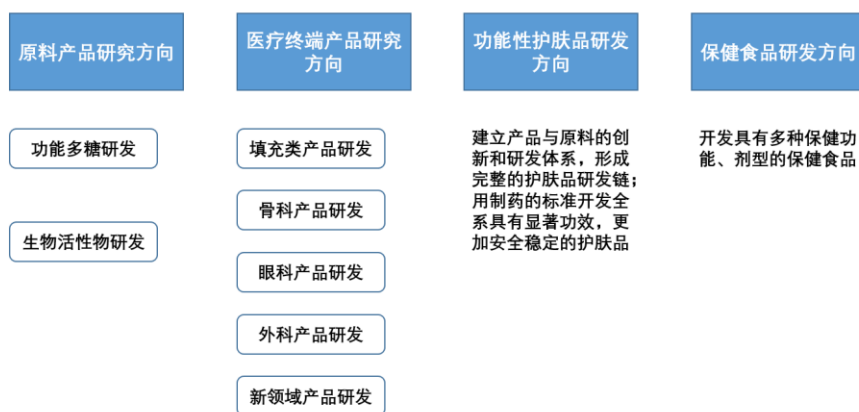 原料产品研究方向
功能多糖研发
生物活性物研发
医疗终端产品研究
方向
填充类产品研发
骨科产品研发
眼科产品研发
外科产品研发
新领域产品研发
功能性护肤品研发
方向
建立产品与原料的创
新和研发体系，形成
完整的护肤品研发链；
用制药的标准开发全
系具有显著功效，更
加安全稳定的护肤品
保健食品研发方向
开发具有多种保健功
能、剂型的保健食品